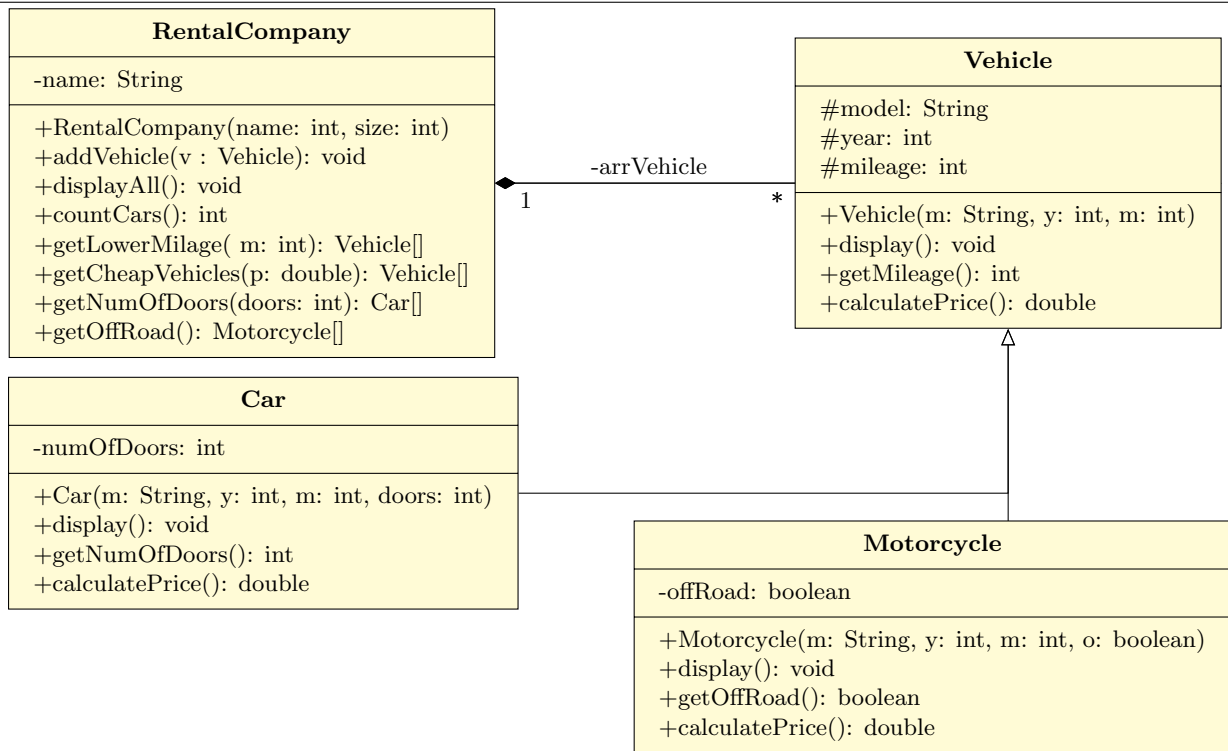 RentalCompany
-name: String
+RentalCompany(name: int, size: int)
+addVehicle(v : Vehicle): void
+displayAll(): void
+countCars(): int
+getLowerMilage( m: int): Vehicle[]
+getCheapVehicles(p: double): Vehicle[]
+getNumOfDoors(doors: int): Car[]
+getOffRoad(): Motorcycle[]
-arrVehicle
1
*
Vehicle
#model: String
#year: int
#mileage: int
+Vehicle(m: String, y: int, m: int)
+display(): void
+getMileage(): int
+calculatePrice(): double
Car
-numOfDoors: int
+Car(m: String, y: int, m: int, doors: int)
+display(): void
+getNumOfDoors(): int
+calculatePrice(): double
Motorcycle
-offRoad: boolean
+Motorcycle(m: String, y: int, m: int, o: boolean)
+display(): void
+getOffRoad(): boolean
+calculatePrice(): double